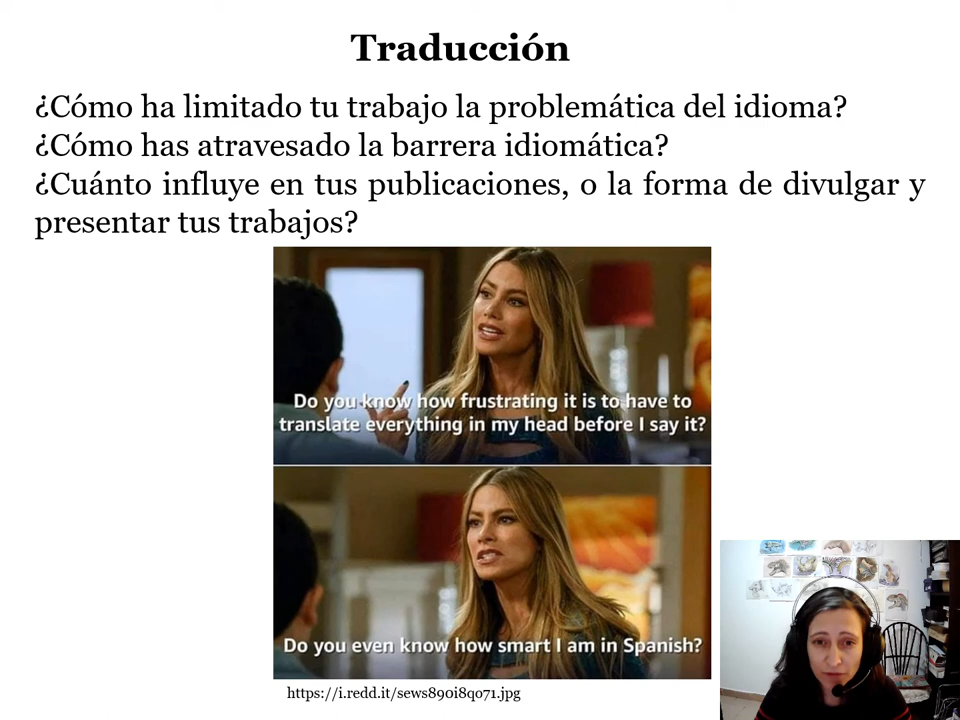 Traducción
¿Cómo ha limitado tu trabajo la problemática del idioma?
¿Cómo has atravesado la barrera idiomática?
¿Cuánto influye en tus publicaciones, o la forma de divulgar y
presentar tus trabajos?
Do you know how frustrating it is to have to
translate everything in my head before I say it?
Do you even know how smart I am in Spanish?
https://i.redd.it/sews890i8qo71.jpg